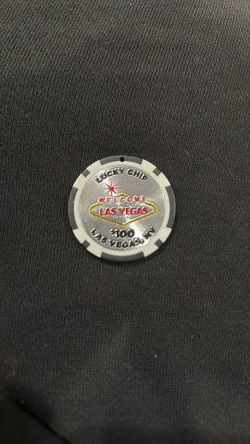 LUCKY CHIP
WELCOME
LAS VEGAS
$100
LAS VEGAS, NV